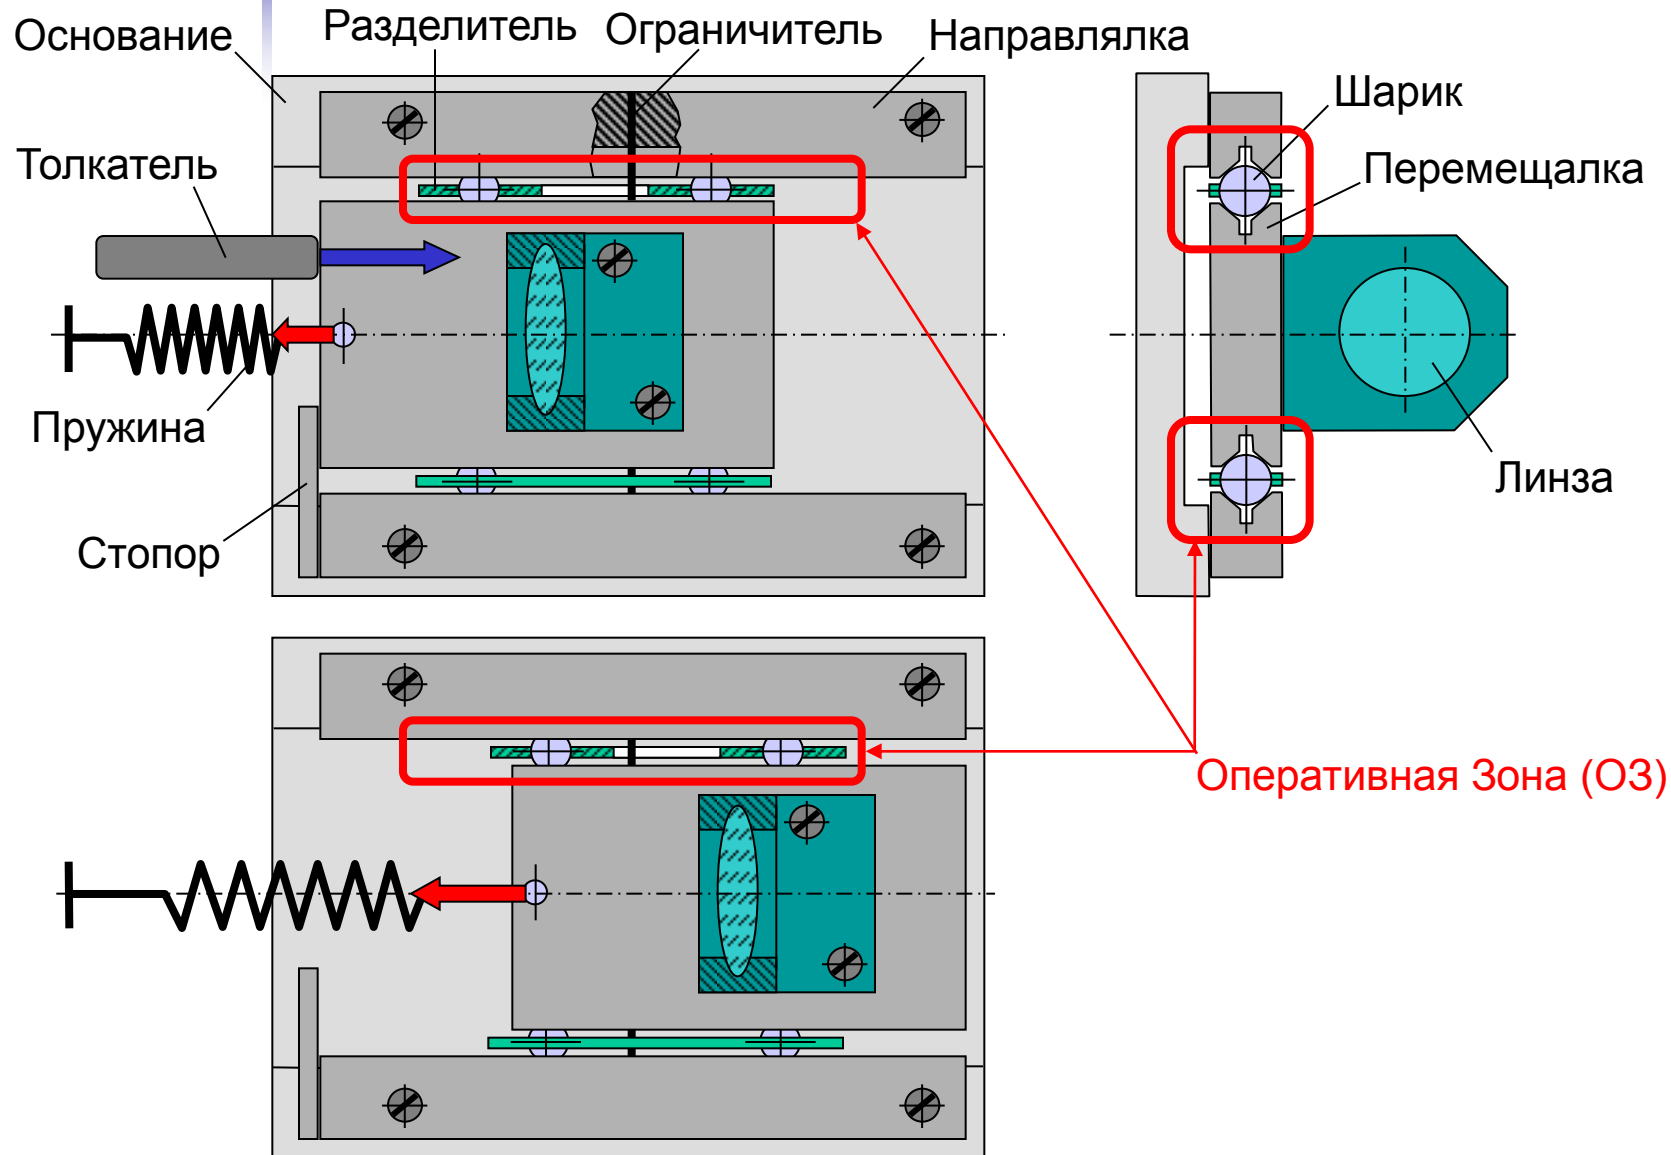 Основание
Разделитель
Ограничитель
Направлялка
Шарик
Толкатель
Перемещалка
Пружина
Линза
Стопор
Оперативная Зона (ОЗ)